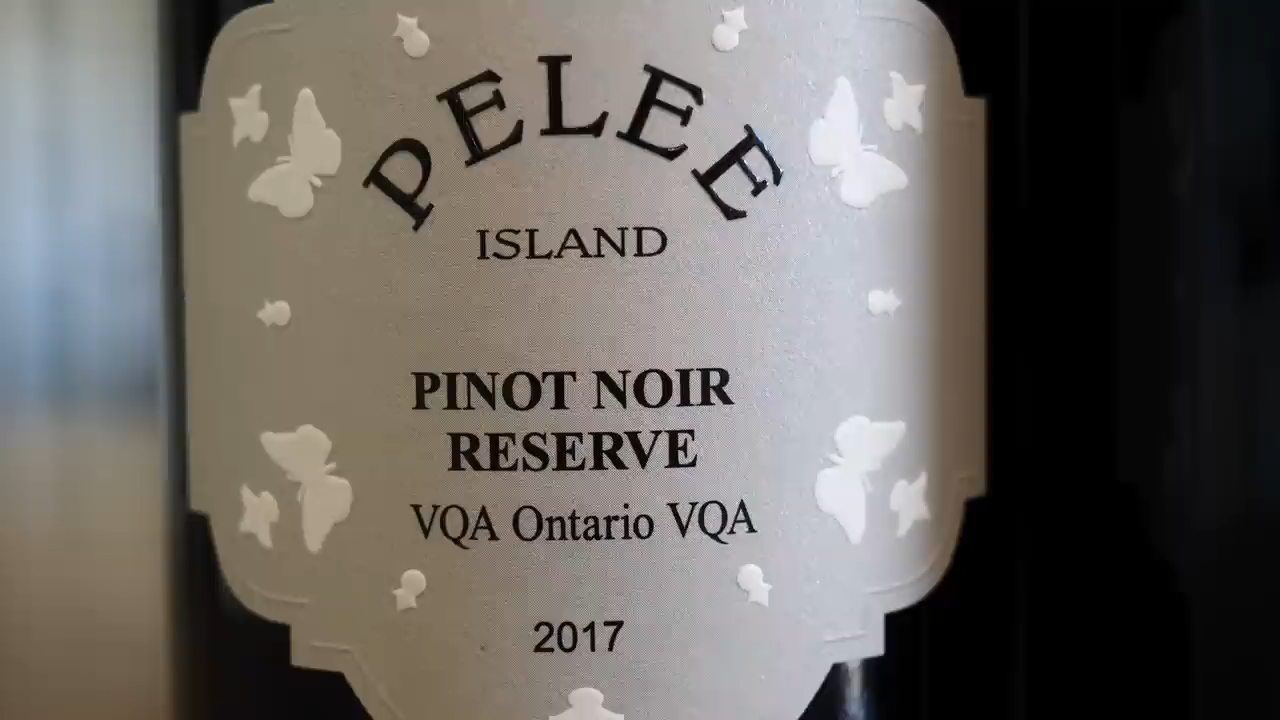 PELEE
ISLAND
PINOT NOIR
RESERVE
VQA Ontario VQA
2017